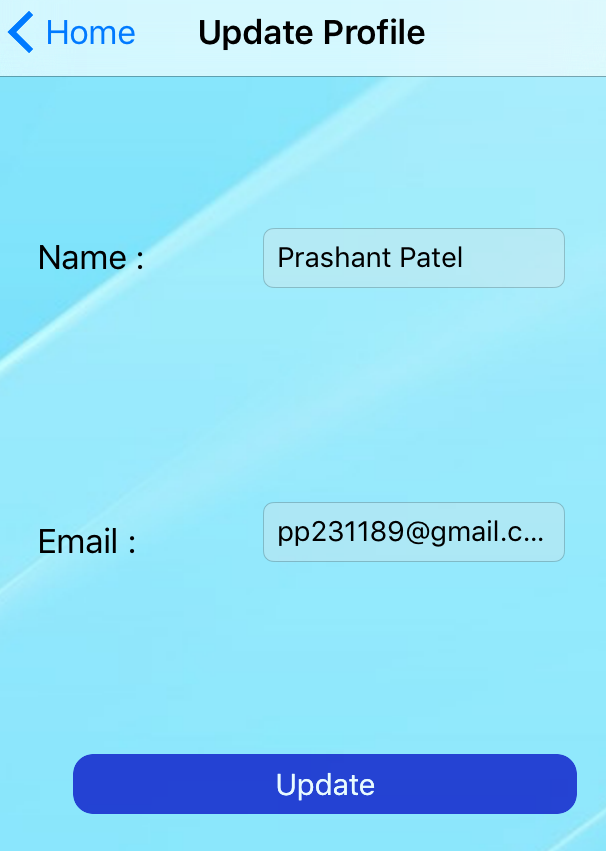 Home Update Profile
Name : Prashant Patel
Email : pp231189@gmail.c...
Update